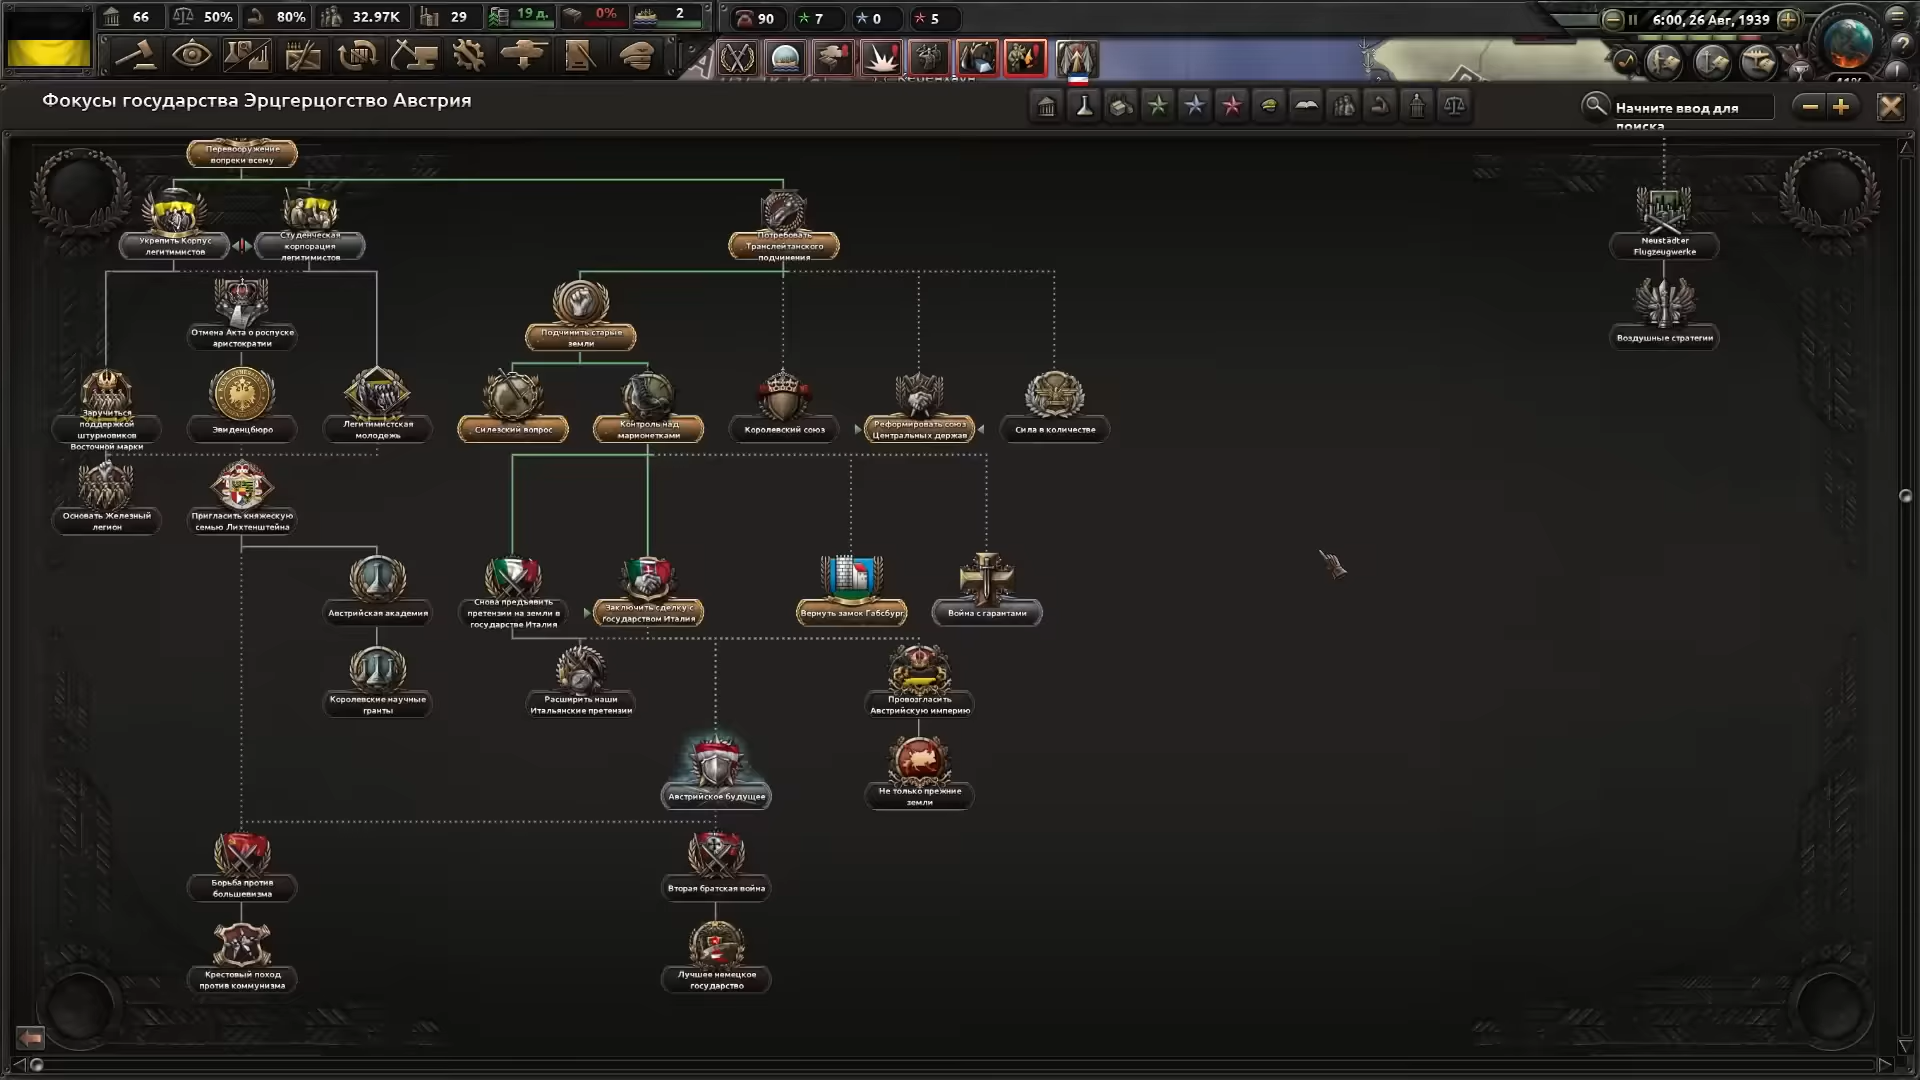 66
50%
80%
32.97K
29
19 д.
0%
2
90
7
0
5
6:00, 26 Авг, 1939
Фокусы государства Эрцгерцогство Австрия
Начните ввод для
поиска
Перевооружение
вопреки всему
Укрепить Корпус
легитимистов
Студенческая
корпорация
легитимистов
Потребовать
Транслейтанского
подчинения
Neustädter
Flugzeugwerke
Отмена Акта о роспуске
аристократии
Подчинить старые
земли
Воздушные стратегии
Заручиться
поддержкой
штурмовиков
Восточной марки
Эвиденцбюро
Легитимистская
молодежь
Силезский вопрос
Контроль над
марионетками
Королевский союз
Реформировать союз
Центральных держав
Сила в количестве
Основать Железный
легион
Пригласить княжескую
семью Лихтенштейна
Австрийская академия
Снова предъявить
претензии на земли в
государстве Италия
Заключить сделку с
государством Италия
Вернуть замок Габсбург
Война с гарантами
Королевские научные
гранты
Расширить наши
Итальянские претензии
Провозгласить
Австрийскую империю
Австрийское будущее
Не только прежние
земли
Борьба против
большевизма
Вторая братская война
Крестовый поход
против коммунизма
Лучшее немецкое
государство